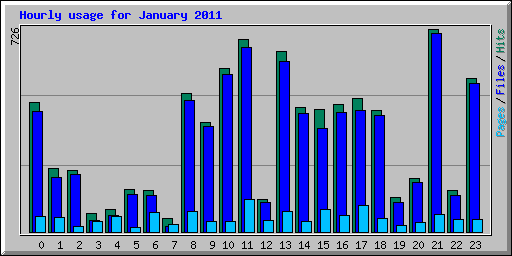 Hourly usage for January 2011
726
Pages/Files/Hits
0 1 2 3 4 5 6 7 8 9 10 11 12 13 14 15 16 17 18 19 20 21 22 23